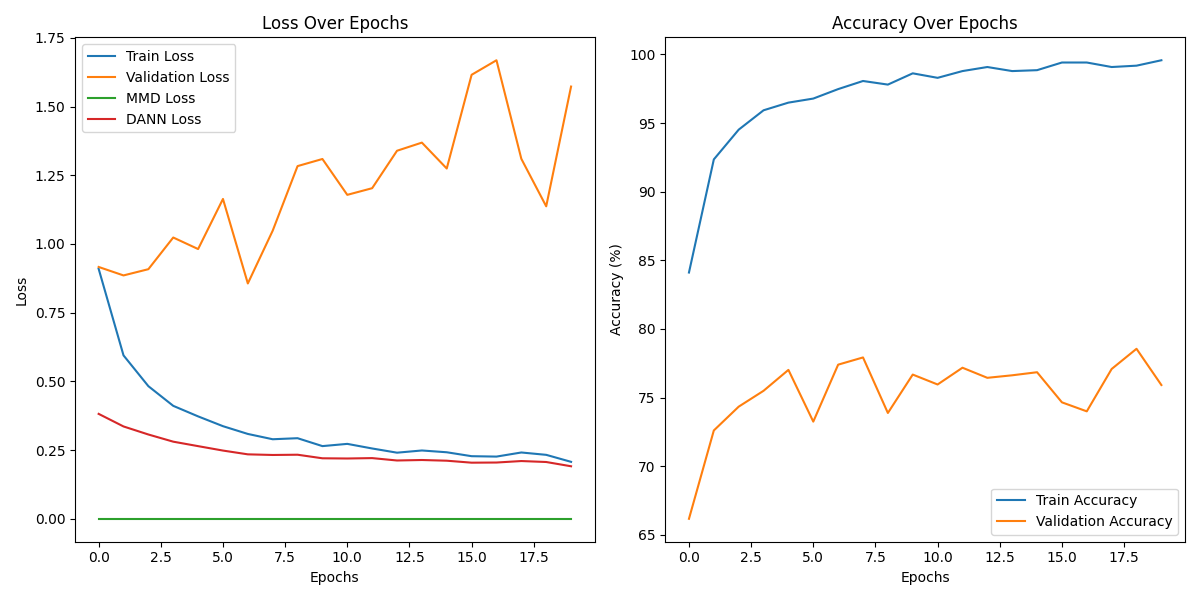 Loss Over Epochs
1.75
1.50
1.25
1.00
0.75
0.50
0.25
0.00
Loss
Train Loss
Validation Loss
MMD Loss
DANN Loss
0.0 2.5 5.0 7.5 10.0 12.5 15.0 17.5
Epochs
Accuracy Over Epochs
100
95
90
85
80
75
70
65
Accuracy (%)
Train Accuracy
Validation Accuracy
0.0 2.5 5.0 7.5 10.0 12.5 15.0 17.5
Epochs